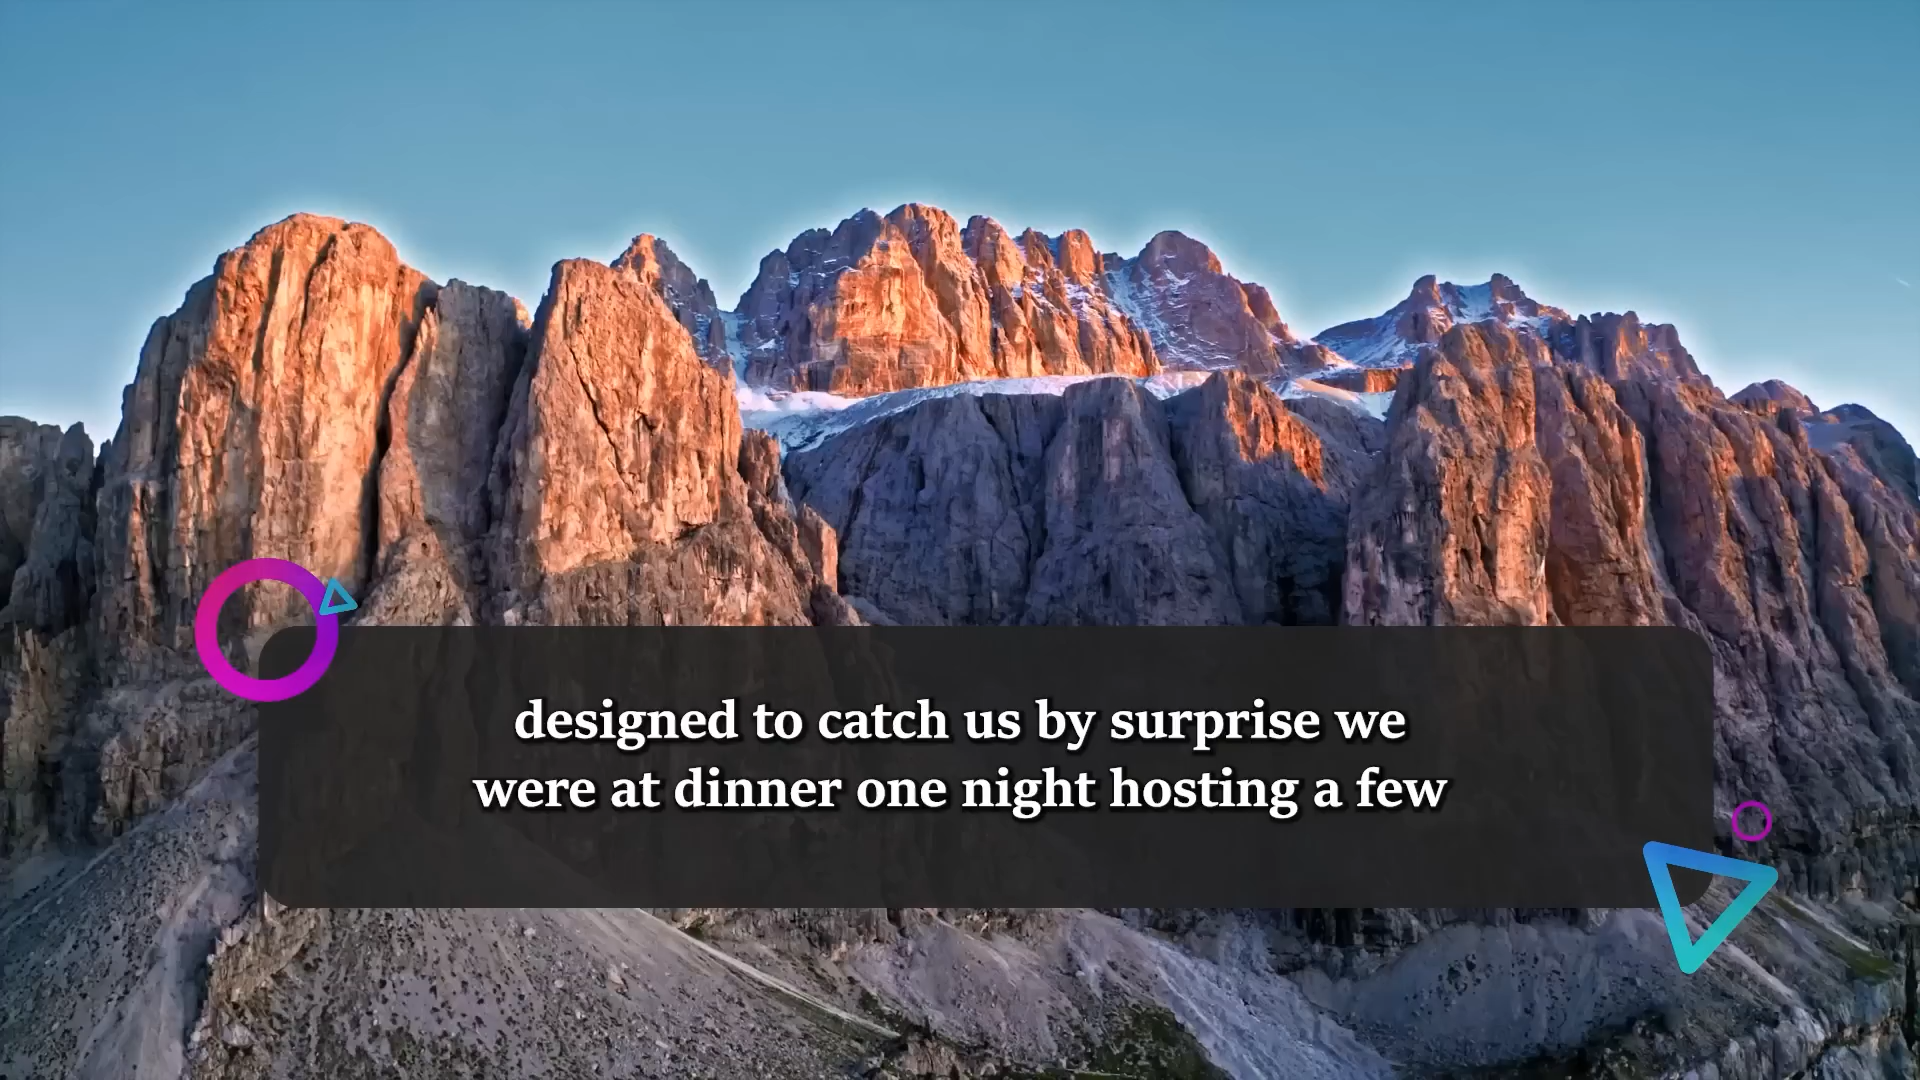 designed to catch us by surprise we
were at dinner one night hosting a few